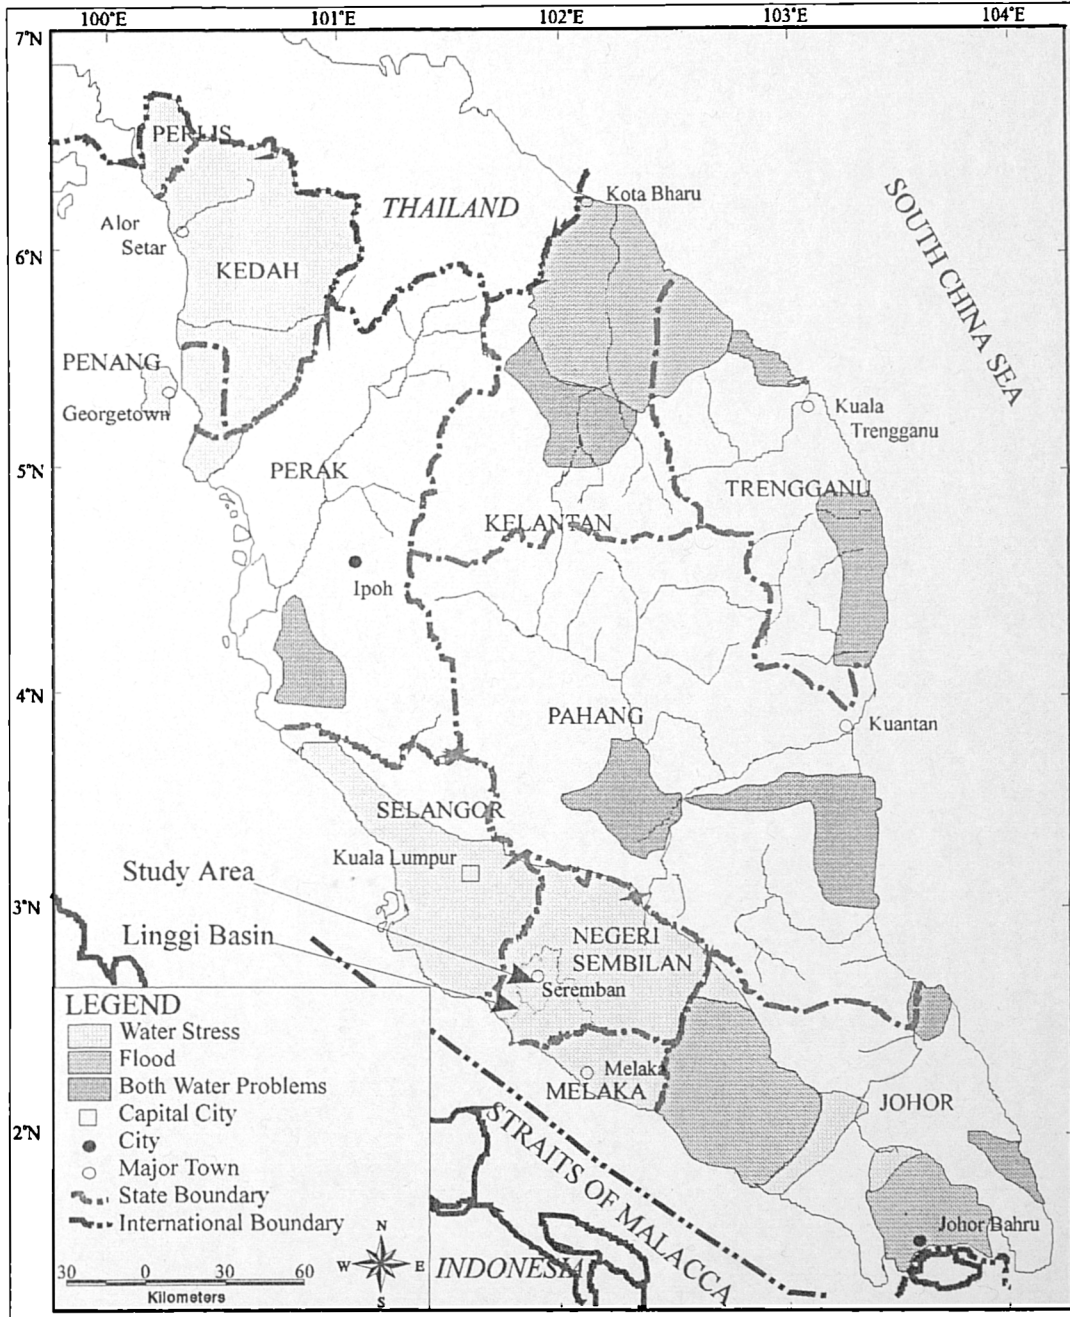 100°E 101°E 102°E 103°E 104°E
7°N
PERLIS
Kota Bharu
THAILAND
SOUTH CHINA SEA
Alor
Setar
6°N
KEDAH
PENANG
Georgetown
Kuala
Trengganu
5°N
PERAK
TRENGGANU
KELANTAN
Ipoh
4°N
PAHANG
Kuantan
SELANGOR
Kuala Lumpur
Study Area
3°N
Linggi Basin
NEGERI
SEMBILAN
Seremban
LEGEND
Water Stress
Flood
Both Water Problems
Capital City
City
Major Town
State Boundary
International Boundary
Melaka
MELAKA
JOHOR
2°N
STRAITS OF MALACCA
Johor Bahru
INDONESIA
N
W E
S
30 0 30 60
Kilometers